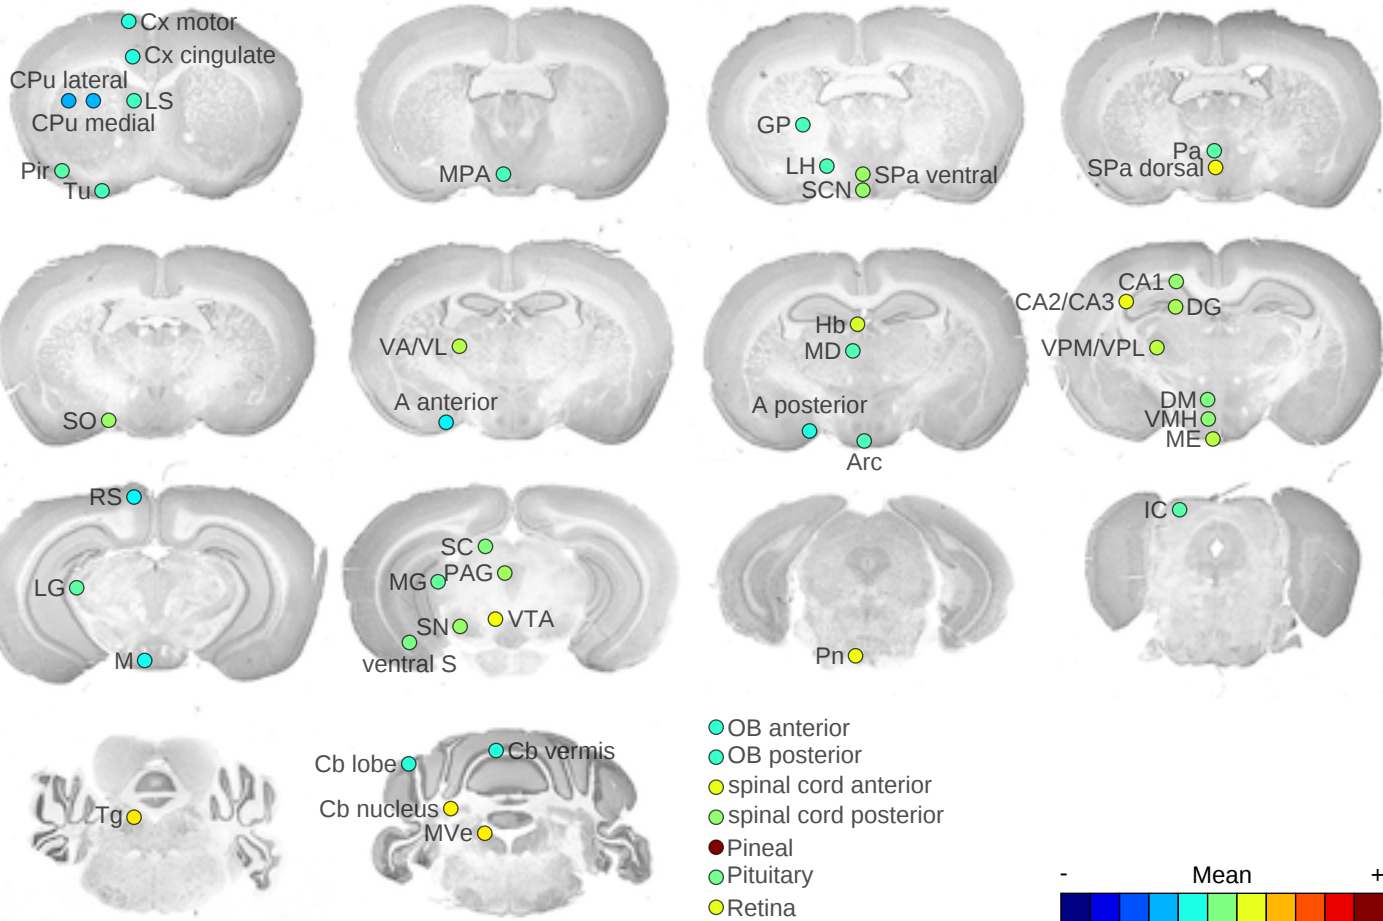 Cx motor
Cx cingulate
CPu lateral
LS
CPu medial
Pir
Tu
MPA
GP
LH
SPa ventral
SCN
Pa
SPa dorsal
SO
VA/VL
A anterior
Hb
MD
A posterior
Arc
CA1
CA2/CA3
DG
VPM/VPL
DM
VMH
ME
RS
LG
M
SC
MG
PAG
SN
VTA
ventral S
Pn
IC
Tg
Cb lobe
Cb vermis
Cb nucleus
MVe
OB anterior
OB posterior
spinal cord anterior
spinal cord posterior
Pineal
Pituitary
Retina
- Mean +